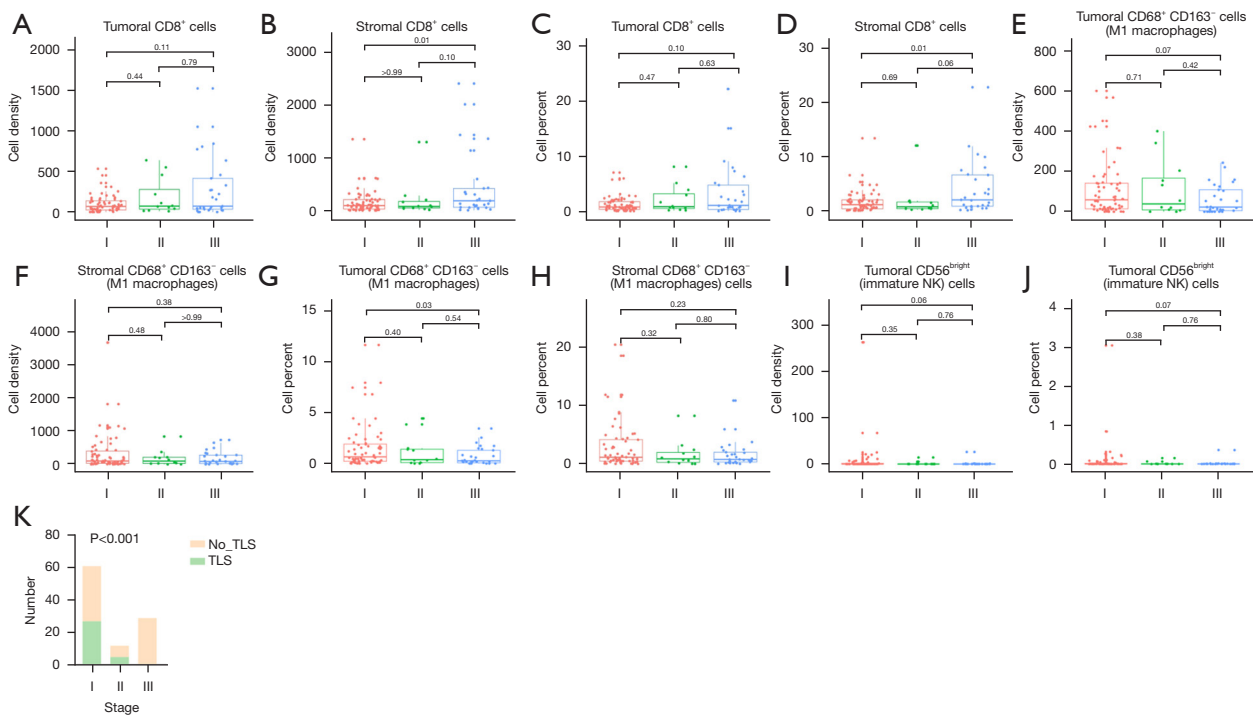 A
Tumoral CD8⁺ cells
Cell density
2000
1500
1000
500
0
0.11
0.44
0.79
I
II
III
B
Stromal CD8⁺ cells
Cell density
3000
2000
1000
0
0.01
>0.99
0.10
I
II
III
C
Tumoral CD8⁺ cells
Cell percent
30
20
10
0
0.10
0.47
0.63
I
II
III
D
Stromal CD8⁺ cells
Cell percent
30
20
10
0
0.01
0.69
0.06
I
II
III
E
Tumoral CD68⁺ CD163⁻ cells
(M1 macrophages)
Cell density
800
600
400
200
0
0.07
0.71
0.42
I
II
III
F
Stromal CD68⁺ CD163⁻ cells
(M1 macrophages)
Cell density
4000
3000
2000
1000
0
0.38
0.48
>0.99
I
II
III
G
Tumoral CD68⁺ CD163⁻ cells
(M1 macrophages)
Cell percent
15
10
5
0
0.03
0.40
0.54
I
II
III
H
Stromal CD68⁺ CD163⁻
(M1 macrophages) cells
Cell percent
30
20
10
0
0.23
0.32
0.80
I
II
III
I
Tumoral CD56ᵇʳⁱᵍʰᵗ
(immature NK) cells
Cell density
300
200
100
0
0.06
0.35
0.76
I
II
III
J
Tumoral CD56ᵇʳⁱᵍʰᵗ
(immature NK) cells
Cell percent
4
3
2
1
0
0.07
0.38
0.76
I
II
III
K
Number
80
60
40
20
0
P<0.001
No_TLS
TLS
I
II
III
Stage